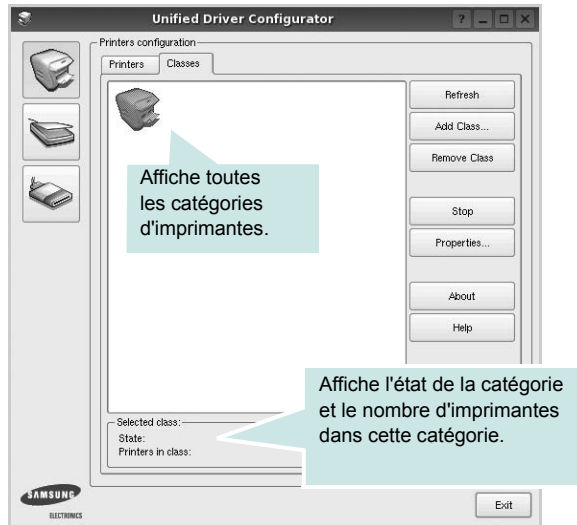 Unified Driver Configurator
?
Printers configuration
Printers
Classes
Refresh
Add Class...
Remove Class
Stop
Properties...
About
Help
Affiche toutes
les catégories
d'imprimantes.
Affiche l'état de la catégorie
et le nombre d'imprimantes
dans cette catégorie.
Selected class:
State:
Printers in class:
SAMSUNG
ELECTRONICS
Exit